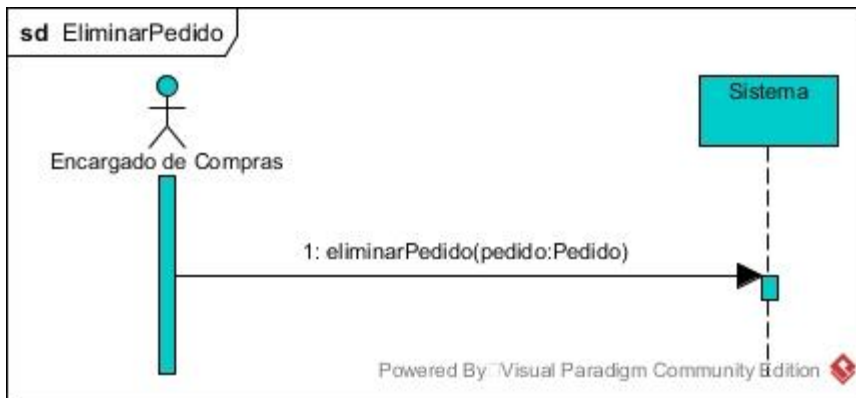 sd EliminarPedido
Sistema
Encargado de Compras
1: eliminarPedido(pedido:Pedido)
Powered By Visual Paradigm Community Edition